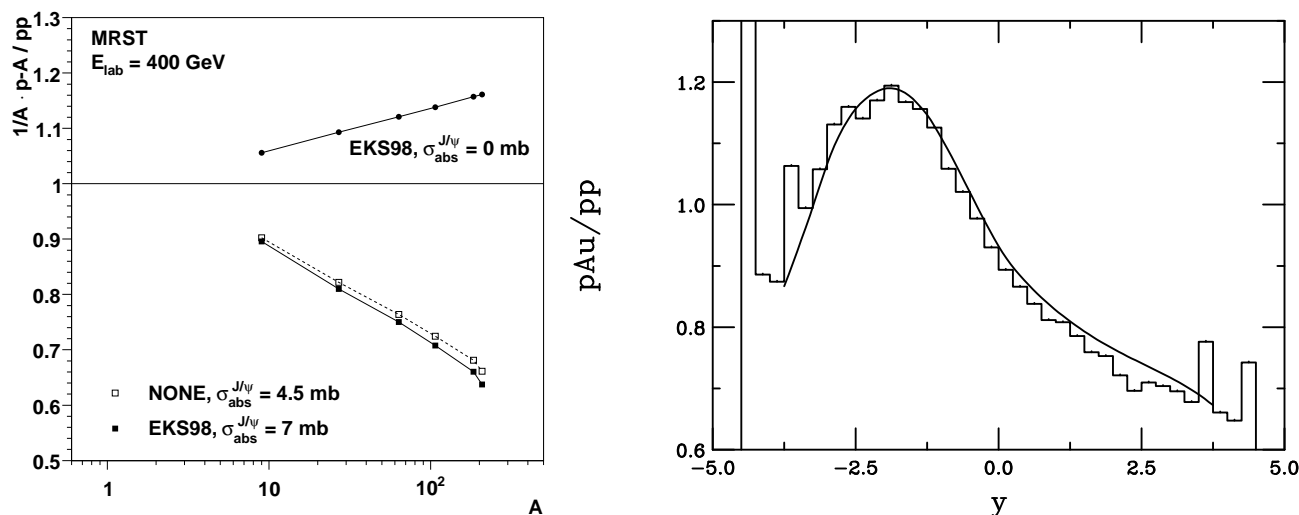 1/A · p-A / pp
1.3
1.2
1.1
1
0.9
0.8
0.7
0.6
0.5
MRST
E_lab = 400 GeV
EKS98, σ_abs^J/ψ = 0 mb
NONE, σ_abs^J/ψ = 4.5 mb
EKS98, σ_abs^J/ψ = 7 mb
1
10
10²
A
pAu/pp
1.2
1.0
0.8
0.6
−5.0
−2.5
0.0
2.5
5.0
y